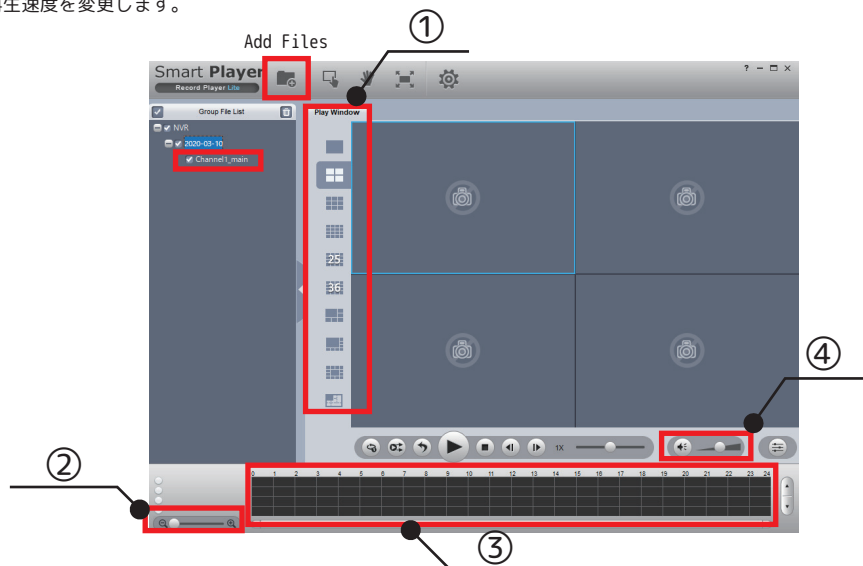 再生速度を変更します。
①
Add Files
Smart Player
Record Player Lite
? - □ ×
Group File List
Play Window
NVR
2020-03-10
Channel1_main
25
36
④
1X
②
0 1 2 3 4 5 6 7 8 9 10 11 12 13 14 15 16 17 18 19 20 21 22 23 24
③